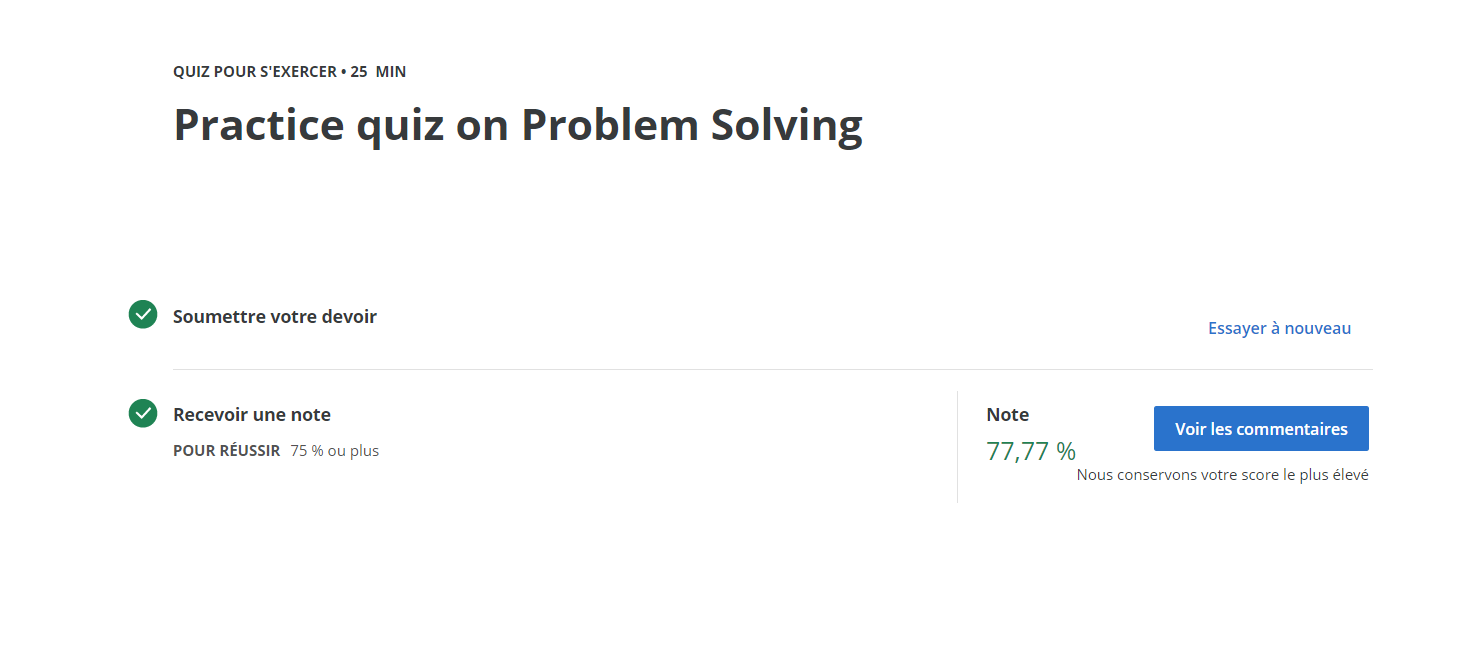 QUIZ POUR S'EXERCER • 25 MIN
Practice quiz on Problem Solving
Soumettre votre devoir
Essayer à nouveau
Recevoir une note
POUR RÉUSSIR 75 % ou plus
Note
77,77 %
Voir les commentaires
Nous conservons votre score le plus élevé